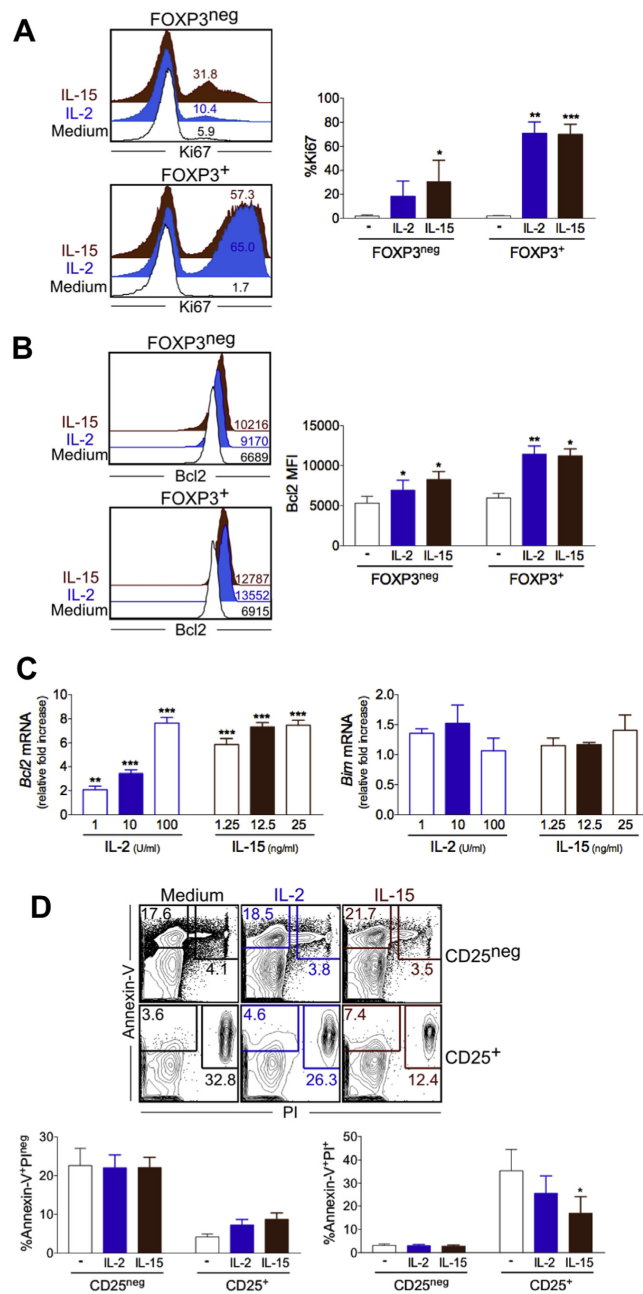 A
FOXP3neg
IL-15
31.8
IL-2
10.4
Medium
5.9
Ki67
FOXP3+
57.3
IL-15
65.0
IL-2
Medium
1.7
Ki67
%Ki67
100
80
60
40
20
0
* ** ***
- IL-2 IL-15 - IL-2 IL-15
FOXP3neg FOXP3+
B
FOXP3neg
IL-15 10216
IL-2 9170
Medium 6689
Bcl2
FOXP3+
IL-15 12787
IL-2 13552
Medium 6915
Bcl2
Bcl2 MFI
15000
10000
5000
0
* * ** *
- IL-2 IL-15 - IL-2 IL-15
FOXP3neg FOXP3+
C
Bcl2 mRNA
(relative fold increase)
10
8
6
4
2
0
** *** *** *** *** ***
1 10 100 1.25 12.5 25
IL-2 (U/ml) IL-15 (ng/ml)
Bim mRNA
(relative fold increase)
2.0
1.5
1.0
0.5
0.0
1 10 100 1.25 12.5 25
IL-2 (U/ml) IL-15 (ng/ml)
D
Medium IL-2 IL-15
17.6 18.5 21.7
4.1 3.8 3.5
CD25neg
Annexin-V
3.6 4.6 7.4
32.8 26.3 12.4
CD25+
PI
%Annexin-V+PIneg
30
20
10
0
- IL-2 IL-15 - IL-2 IL-15
CD25neg CD25+
%Annexin-V+PI+
50
40
30
20
10
0
*
- IL-2 IL-15 - IL-2 IL-15
CD25neg CD25+